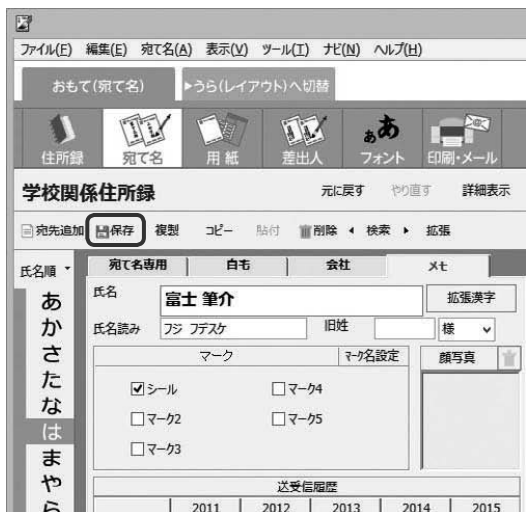 ファイル(F) 編集(E) 宛て名(A) 表示(V) ツール(T) ナビ(N) ヘルプ(H)
おもて(宛て名) ▶うら(レイアウト)へ切替
住所録 宛て名 用紙 差出人 フォント 印刷・メール
学校関係住所録 元に戻す やり直す 詳細表示
宛先追加 保存 複製 コピー 貼付 削除 検索 拡張
氏名順 宛て名専用 自宅 会社 メモ
氏名 富士 筆介 拡張漢字
氏名読み フジ フデスケ 旧姓 様
マーク マーク名設定 顔写真
シール マーク4
マーク2 マーク5
マーク3
あ
か
さ
た
な
は
ま
や
ら
送受信履歴
2011 2012 2013 2014 2015